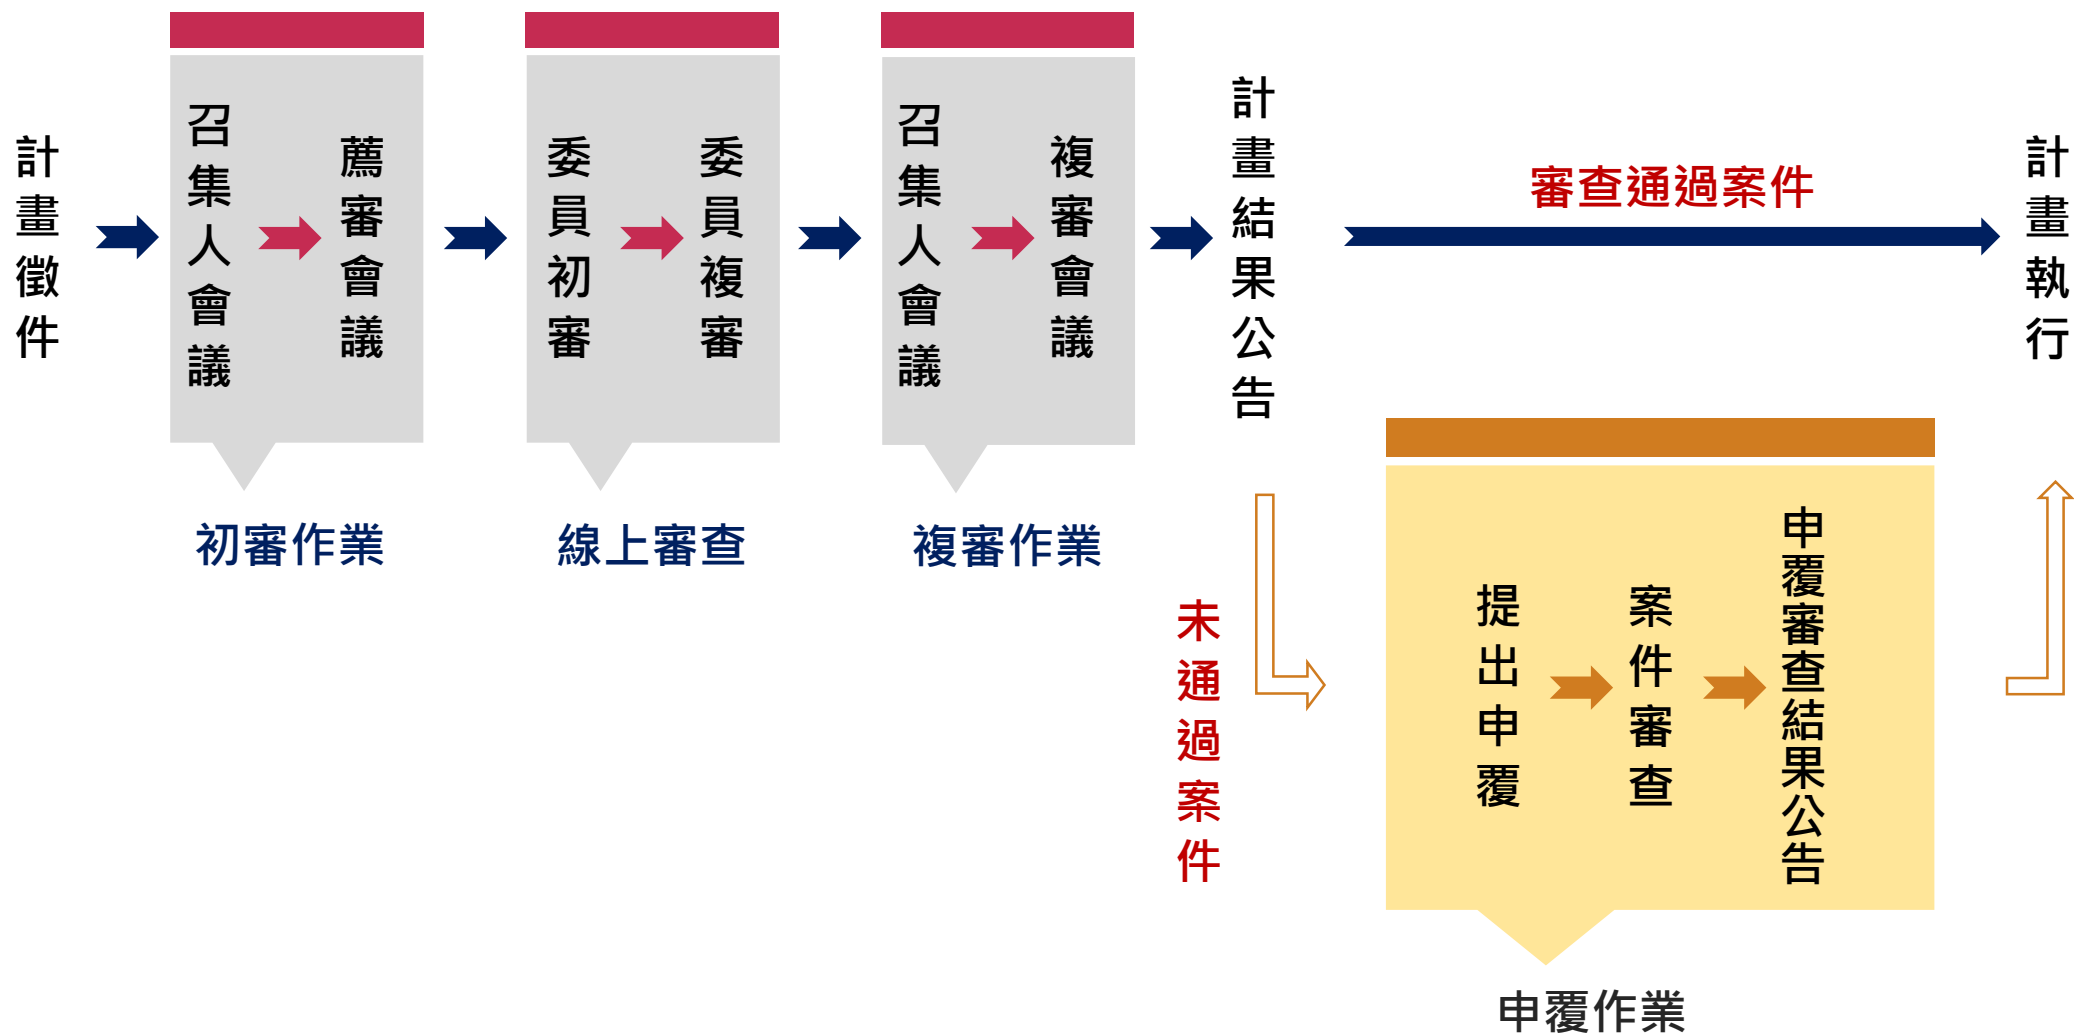 計畫徵件
召集人會議
薦審會議
初審作業
委員初審
委員複審
線上審查
召集人會議
複審會議
複審作業
計畫結果公告
審查通過案件
計畫執行
未通過案件
提出申覆
案件審查
申覆審查結果公告
申覆作業